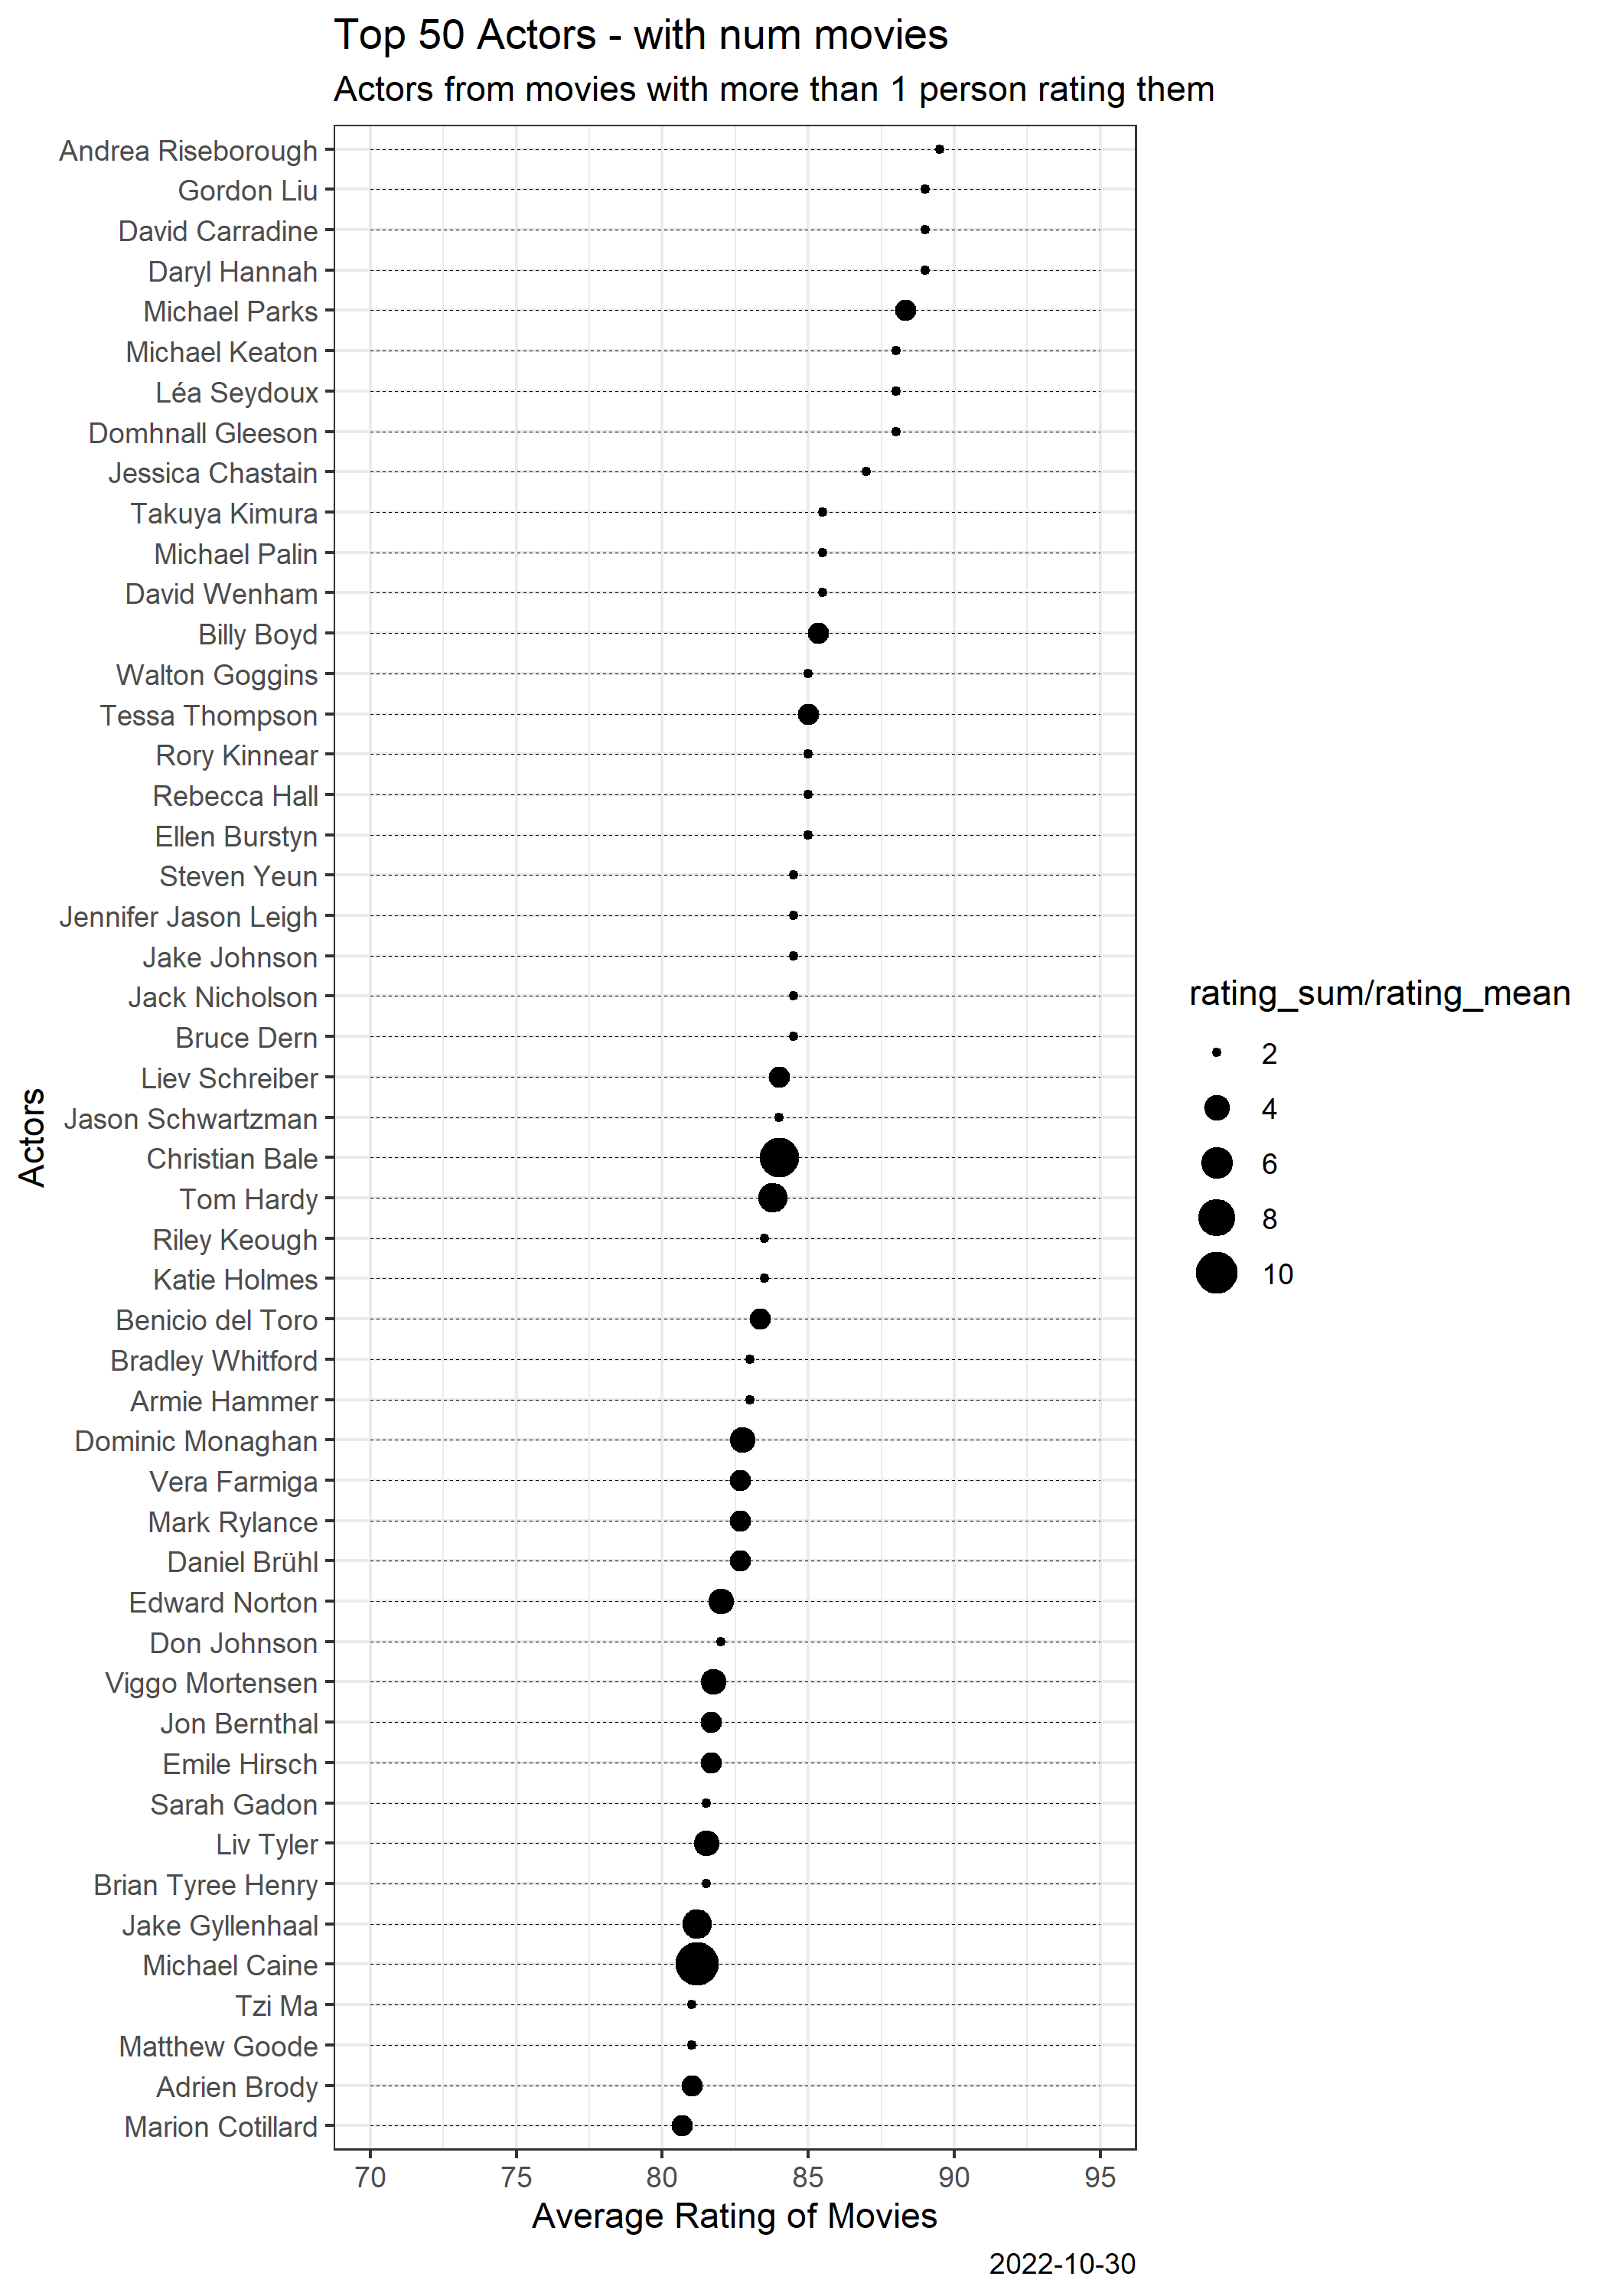 Top 50 Actors - with num movies
Actors from movies with more than 1 person rating them
Andrea Riseborough
Gordon Liu
David Carradine
Daryl Hannah
Michael Parks
Michael Keaton
Léa Seydoux
Domhnall Gleeson
Jessica Chastain
Takuya Kimura
Michael Palin
David Wenham
Billy Boyd
Walton Goggins
Tessa Thompson
Rory Kinnear
Rebecca Hall
Ellen Burstyn
Steven Yeun
Jennifer Jason Leigh
Jake Johnson
Jack Nicholson
Bruce Dern
Liev Schreiber
Jason Schwartzman
Christian Bale
Tom Hardy
Riley Keough
Katie Holmes
Benicio del Toro
Bradley Whitford
Armie Hammer
Dominic Monaghan
Vera Farmiga
Mark Rylance
Daniel Brühl
Edward Norton
Don Johnson
Viggo Mortensen
Jon Bernthal
Emile Hirsch
Sarah Gadon
Liv Tyler
Brian Tyree Henry
Jake Gyllenhaal
Michael Caine
Tzi Ma
Matthew Goode
Adrien Brody
Marion Cotillard
Actors
70 75 80 85 90 95
Average Rating of Movies
rating_sum/rating_mean
2
4
6
8
10
2022-10-30